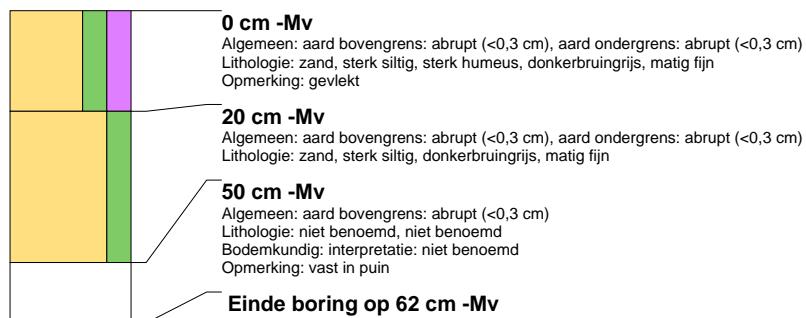 0 cm -Mv
Algemeen: aard bovengrens: abrupt (<0,3 cm), aard ondergrens: abrupt (<0,3 cm)
Lithologie: zand, sterk siltig, sterk humeus, donkerbruingrijs, matig fijn
Opmerking: gevlekt
20 cm -Mv
Algemeen: aard bovengrens: abrupt (<0,3 cm), aard ondergrens: abrupt (<0,3 cm)
Lithologie: zand, sterk siltig, donkerbruingrijs, matig fijn
50 cm -Mv
Algemeen: aard bovengrens: abrupt (<0,3 cm)
Lithologie: niet benoemd, niet benoemd
Bodemkundig: interpretatie: niet benoemd
Opmerking: vast in puin
Einde boring op 62 cm -Mv